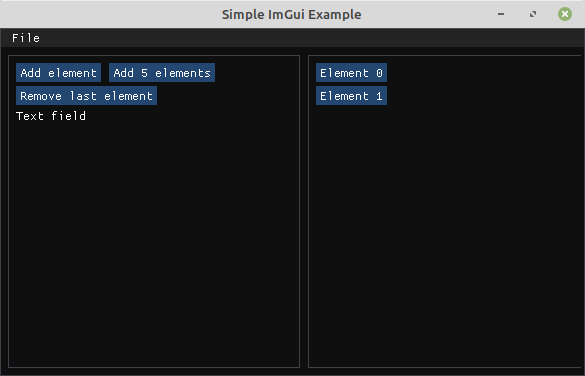 Simple ImGui Example
File
Add element Add 5 elements
Remove last element
Text field
Element 0
Element 1